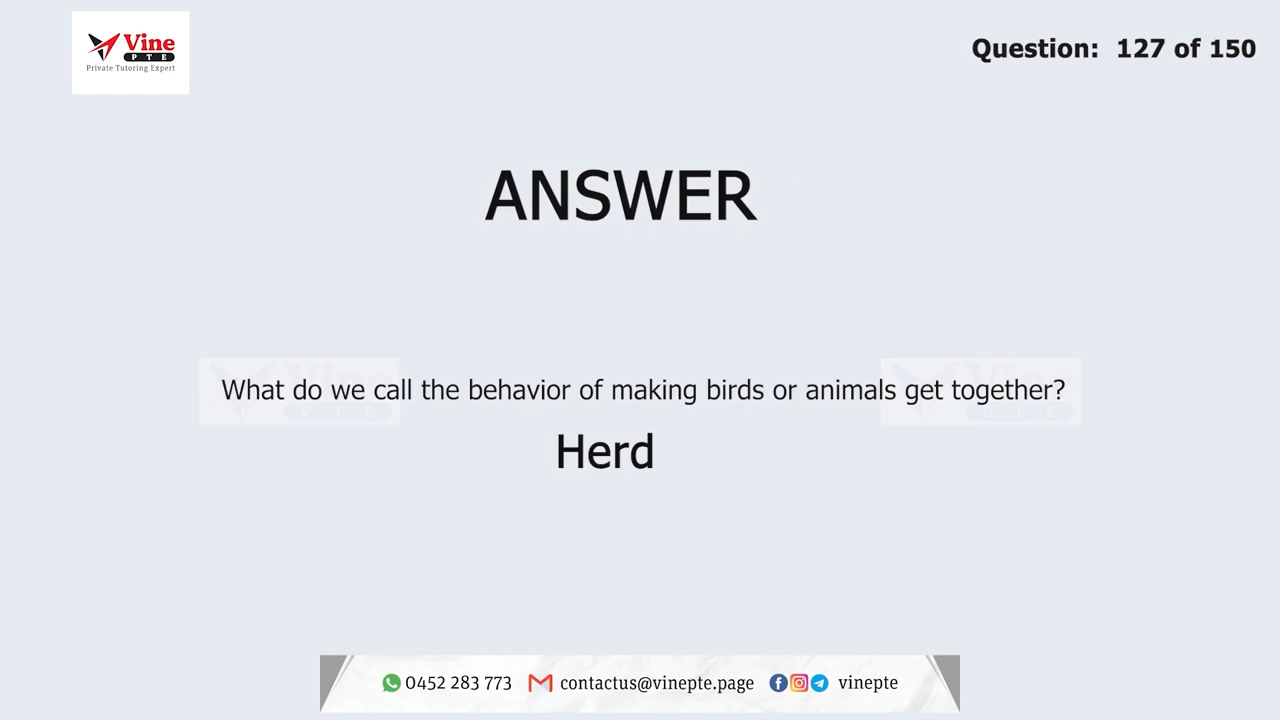 Vine
PTE
Private Tutoring Expert
Question: 127 of 150
ANSWER
What do we call the behavior of making birds or animals get together?
Herd
0452 283 773 contactus@vinepte.page vinepte